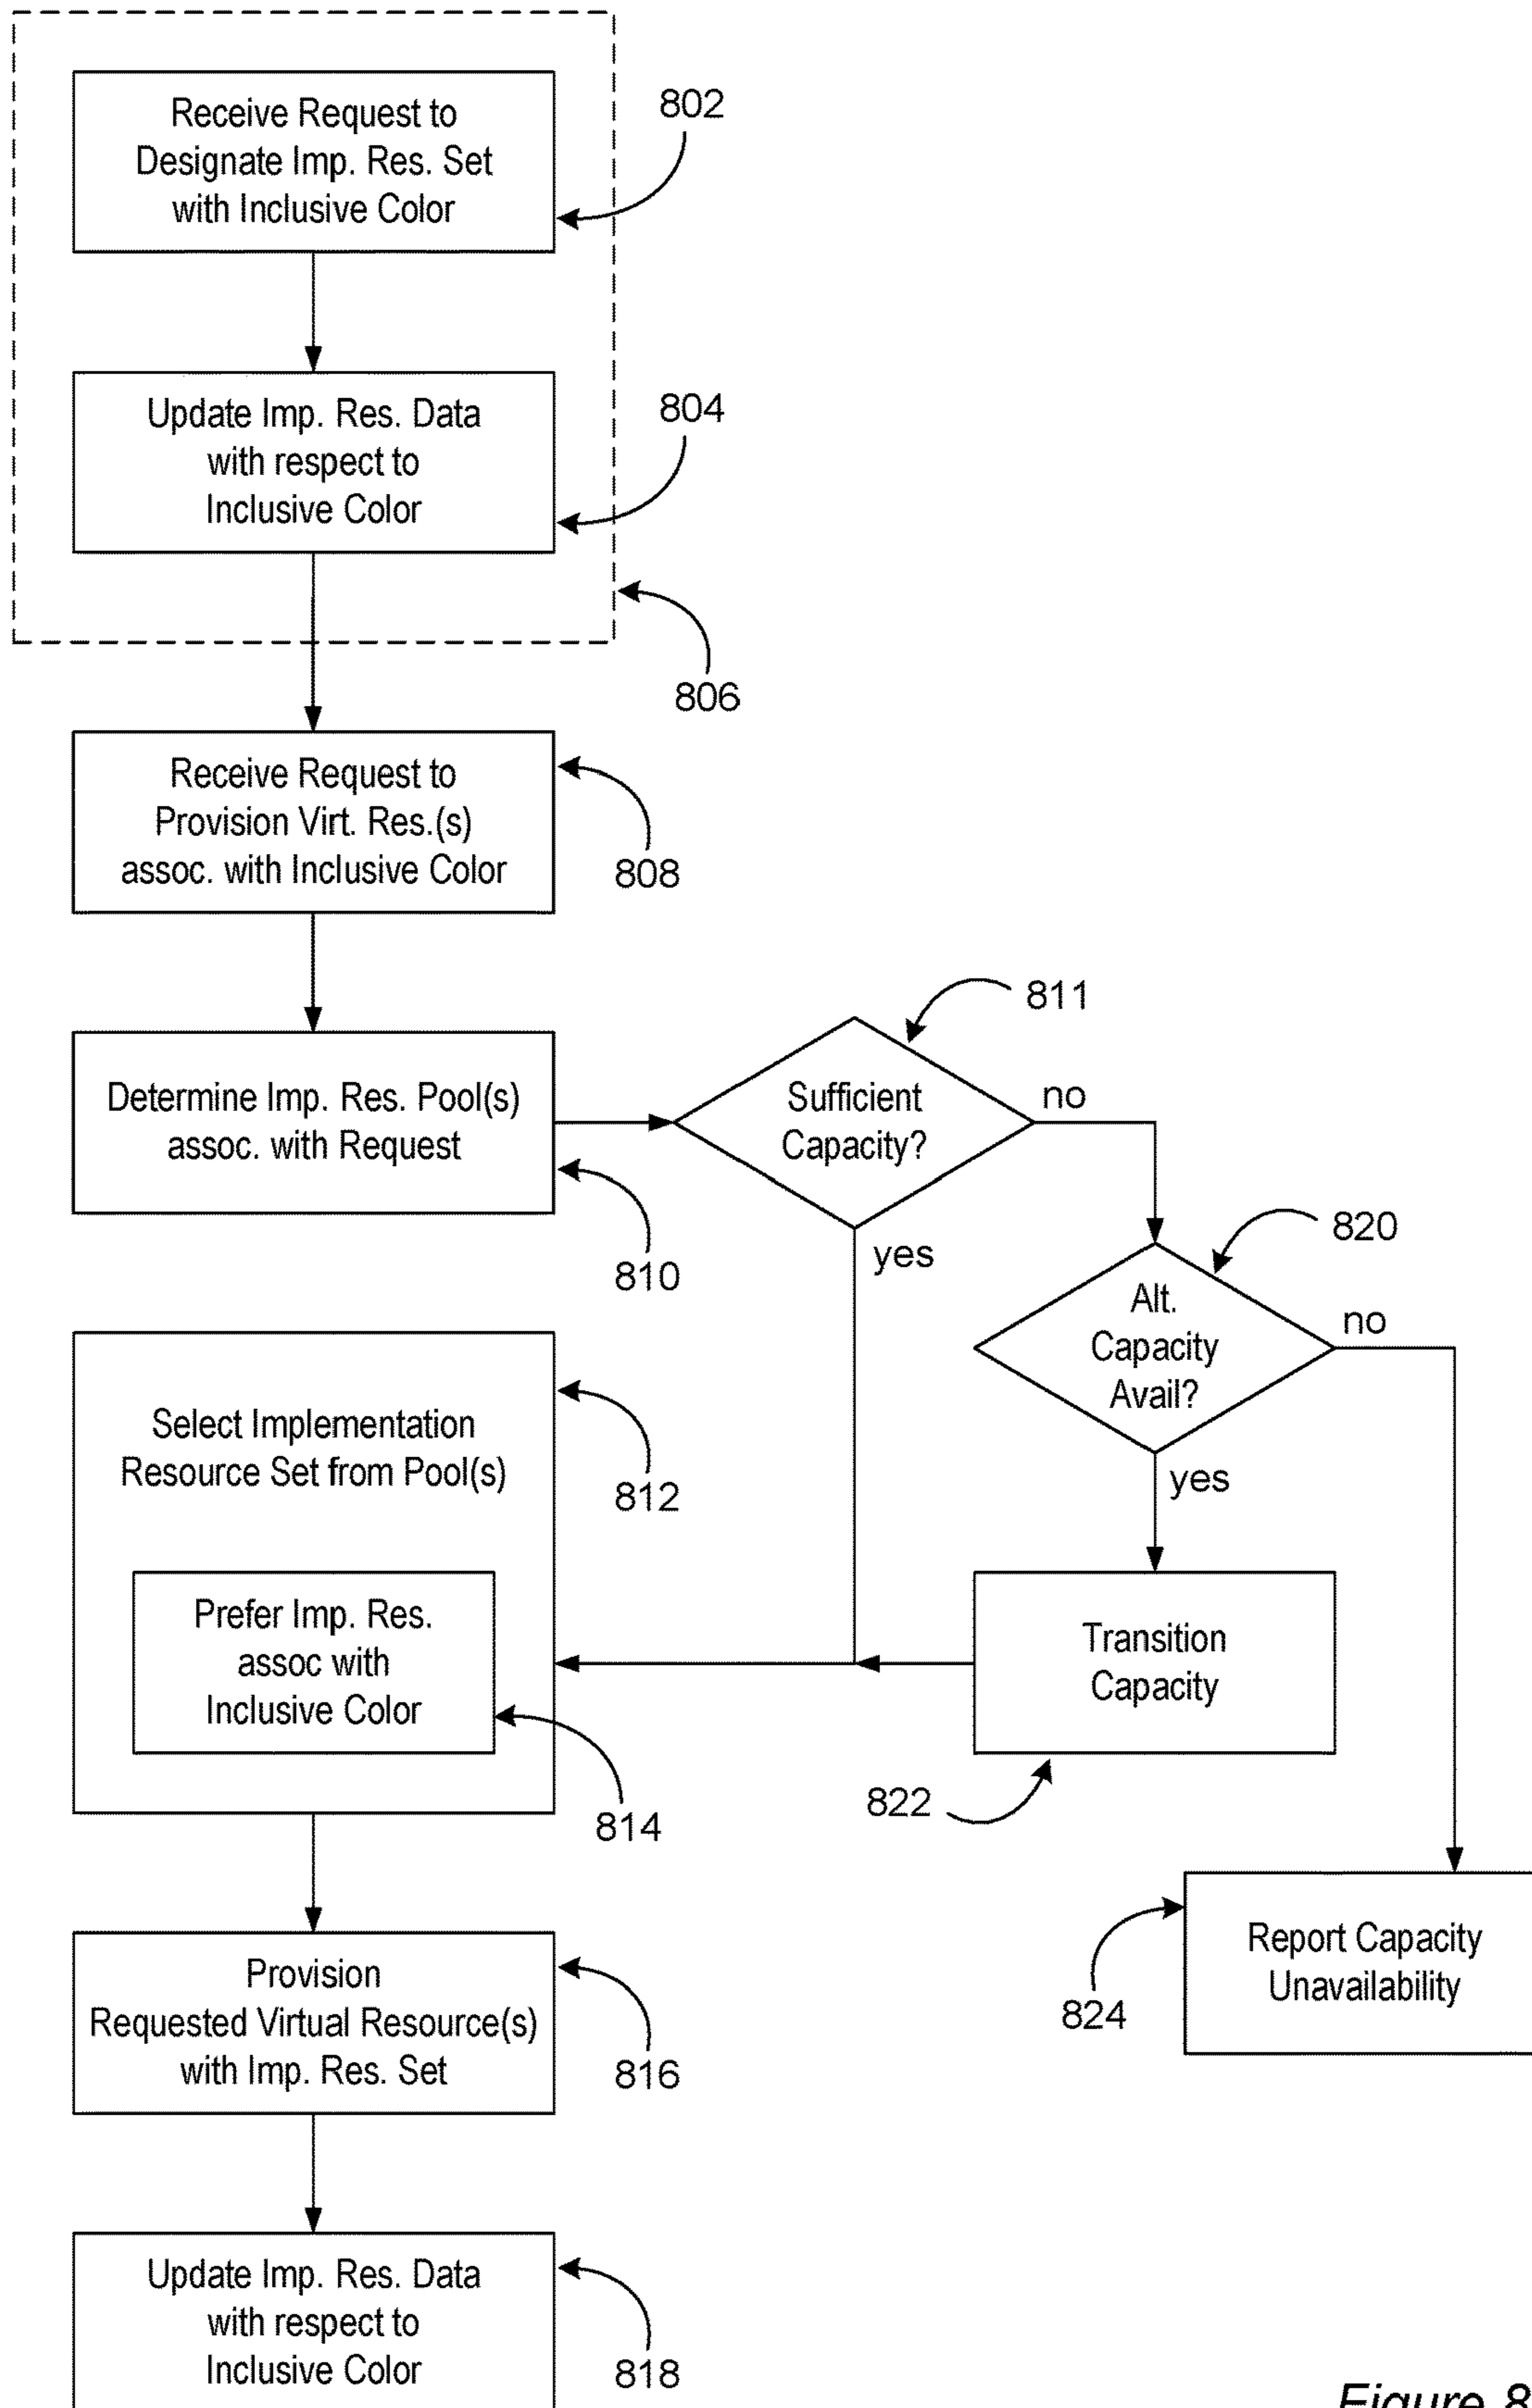 Receive Request to
Designate Imp. Res. Set
with Inclusive Color
802
Update Imp. Res. Data
with respect to
Inclusive Color
804
806
Receive Request to
Provision Virt. Res.(s)
assoc. with Inclusive Color
808
Determine Imp. Res. Pool(s)
assoc. with Request
810
Sufficient
Capacity?
811
no
yes
Alt.
Capacity
Avail?
820
no
yes
Select Implementation
Resource Set from Pool(s)
812
Prefer Imp. Res.
assoc with
Inclusive Color
814
Transition
Capacity
822
Report Capacity
Unavailability
824
Provision
Requested Virtual Resource(s)
with Imp. Res. Set
816
Update Imp. Res. Data
with respect to
Inclusive Color
818
Figure 8